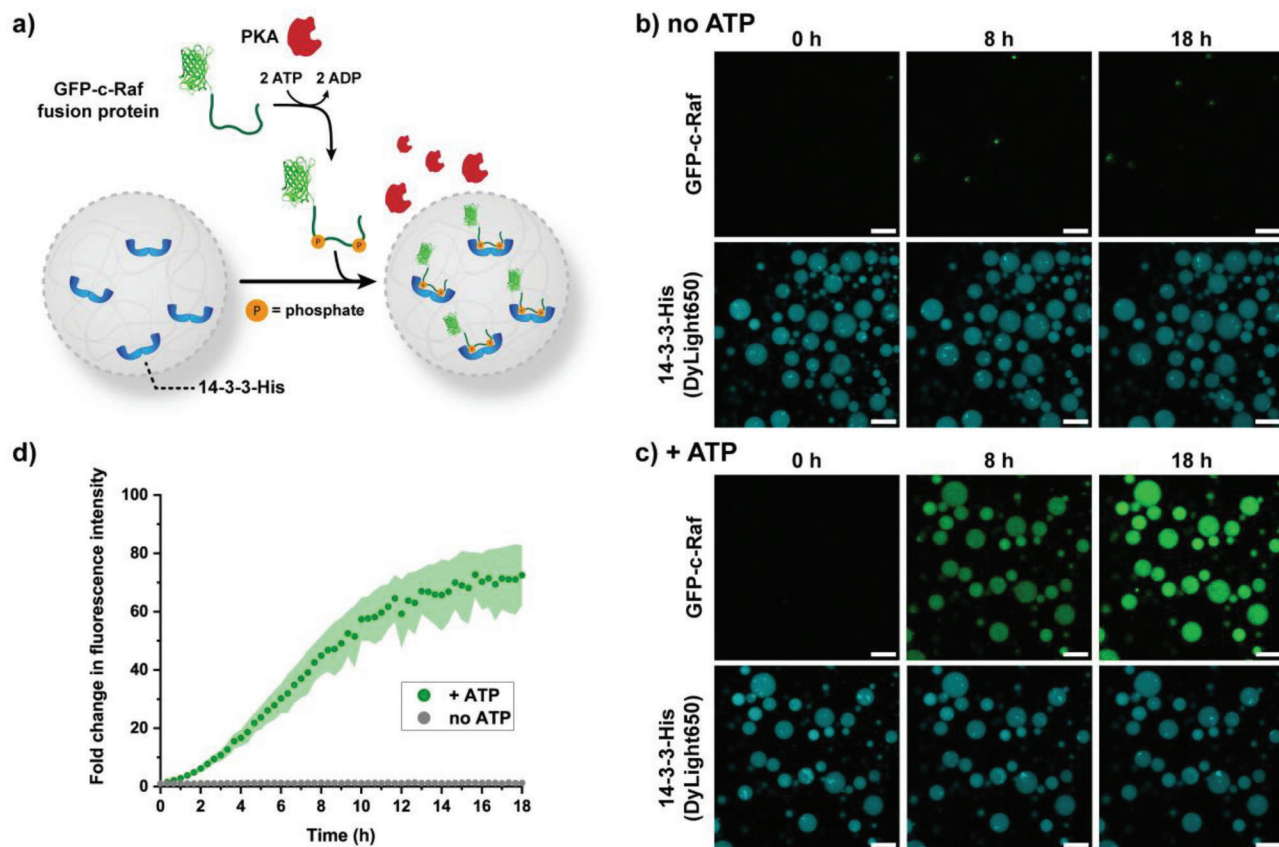 a)
PKA
2 ATP
2 ADP
GFP-c-Raf
fusion protein
P
P
P = phosphate
14-3-3-His
b) no ATP
0 h
8 h
18 h
GFP-c-Raf
14-3-3-His
(DyLight650)
c) + ATP
0 h
8 h
18 h
GFP-c-Raf
14-3-3-His
(DyLight650)
d)
Fold change in fluorescence intensity
100
80
60
40
20
0
+ ATP
no ATP
0 2 4 6 8 10 12 14 16 18
Time (h)